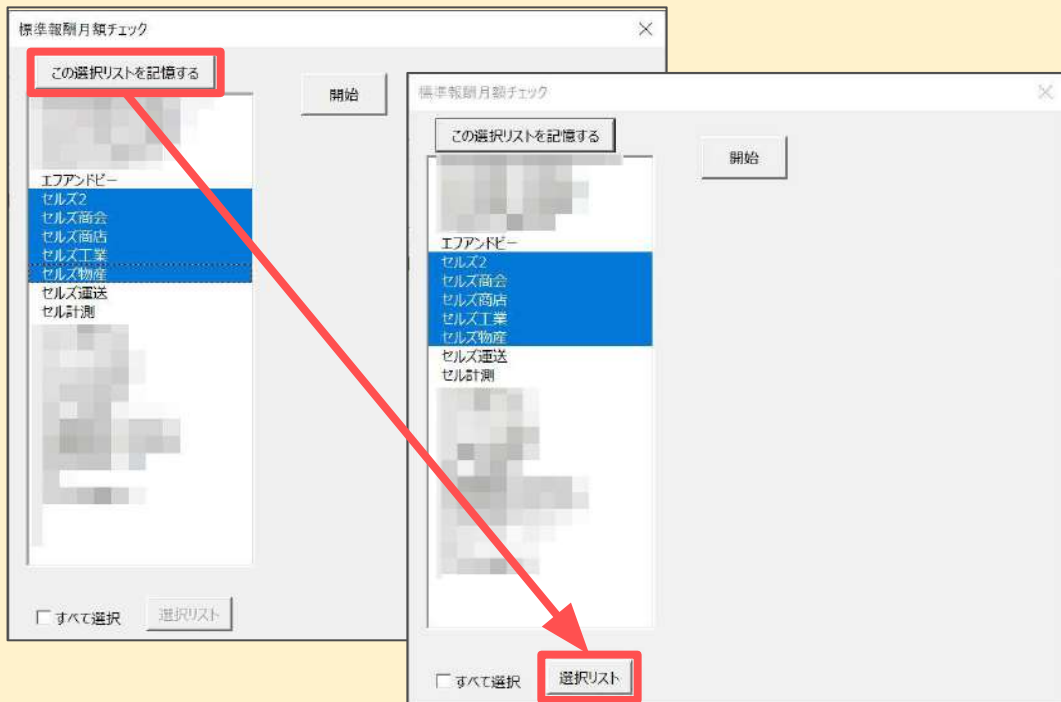 標準報酬月額チェック
この選択リストを記憶する
開始
エフアンドビー
セルズ2
セルズ商会
セルズ商店
セルズ工業
セルズ物産
セルズ運送
セル計測
すべて選択
選択リスト
標準報酬月額チェック
この選択リストを記憶する
開始
エフアンドビー
セルズ2
セルズ商会
セルズ商店
セルズ工業
セルズ物産
セルズ運送
セル計測
すべて選択
選択リスト